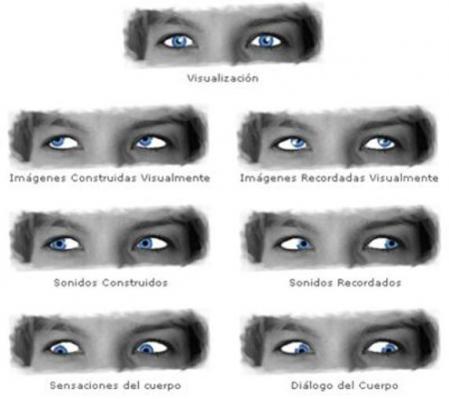 Visualización
Imágenes Construidas Visualmente
Imágenes Recordadas Visualmente
Sonidos Construidos
Sonidos Recordados
Sensaciones del cuerpo
Diálogo del Cuerpo